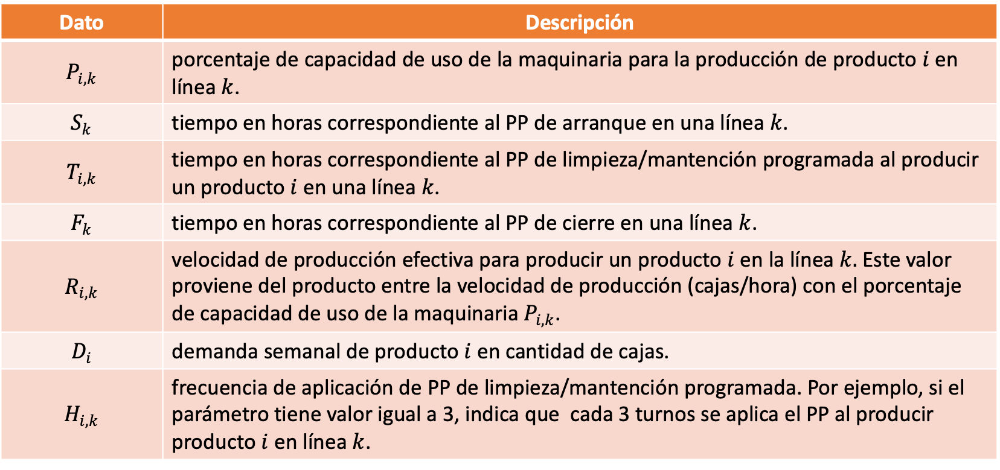 Dato Descripción
P_{i,k} porcentaje de capacidad de uso de la maquinaria para la producción de producto i en
línea k.
S_k tiempo en horas correspondiente al PP de arranque en una línea k.
T_{i,k} tiempo en horas correspondiente al PP de limpieza/mantención programada al producir
un producto i en una línea k.
F_k tiempo en horas correspondiente al PP de cierre en una línea k.
velocidad de producción efectiva para producir un producto i en la línea k. Este valor
R_{i,k} proviene del producto entre la velocidad de producción (cajas/hora) con el porcentaje
de capacidad de uso de la maquinaria P_{i,k}.
D_i demanda semanal de producto i en cantidad de cajas.
frecuencia de aplicación de PP de limpieza/mantención programada. Por ejemplo, si el
H_{i,k} parámetro tiene valor igual a 3, indica que cada 3 turnos se aplica el PP al producir
producto i en línea k.